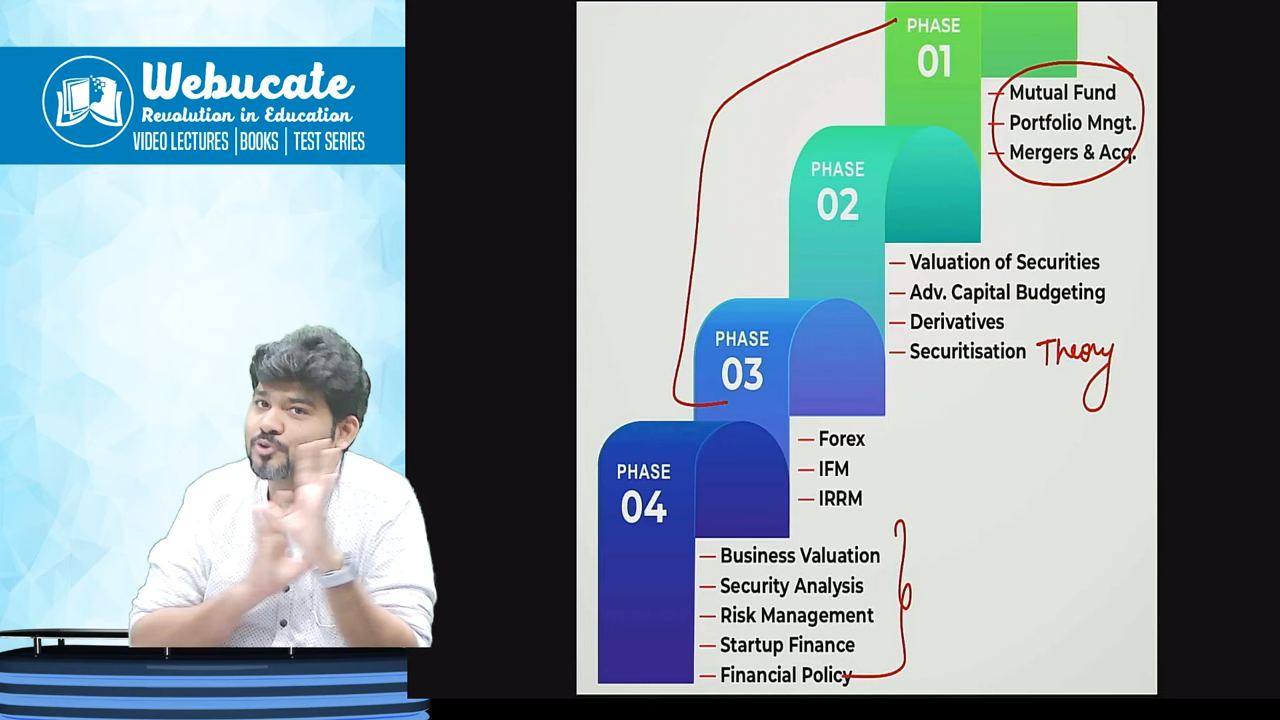 Webucate
Revolution in Education
VIDEO LECTURES | BOOKS | TEST SERIES
PHASE
01
— Mutual Fund
— Portfolio Mngt.
— Mergers & Acq.
PHASE
02
— Valuation of Securities
— Adv. Capital Budgeting
— Derivatives
— Securitisation Theory
PHASE
03
— Forex
— IFM
— IRRM
PHASE
04
— Business Valuation
— Security Analysis
— Risk Management
— Startup Finance
— Financial Policy